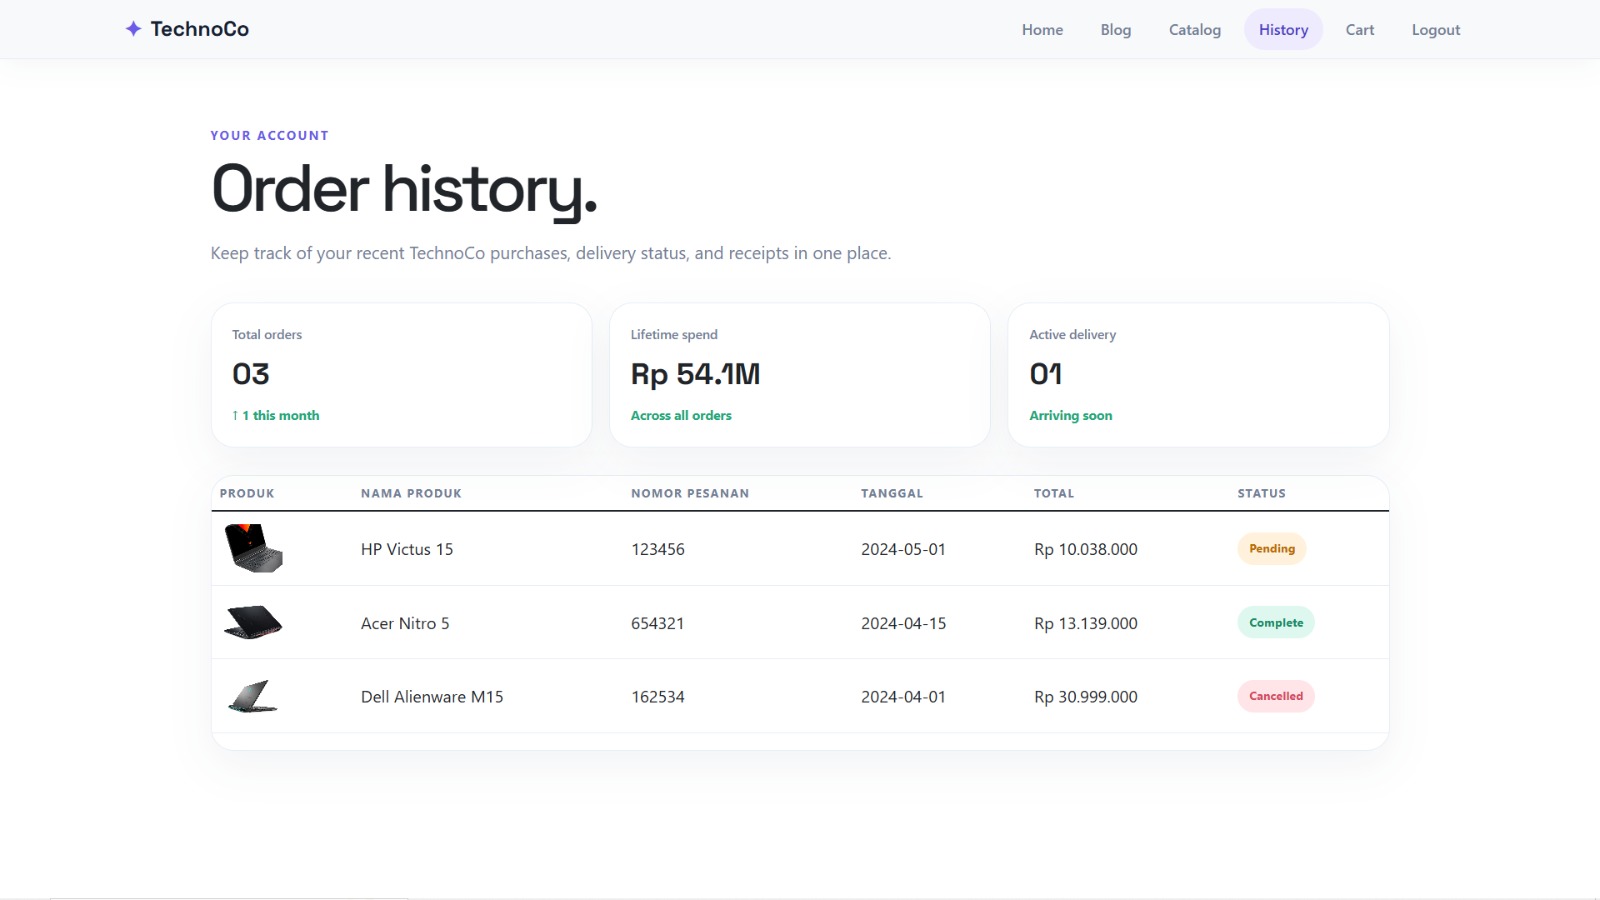 TechnoCo
Home Blog Catalog History Cart Logout
YOUR ACCOUNT
Order history.
Keep track of your recent TechnoCo purchases, delivery status, and receipts in one place.
Total orders
03
↑ 1 this month
Lifetime spend
Rp 54.1M
Across all orders
Active delivery
01
Arriving soon
PRODUK NAMA PRODUK NOMOR PESANAN TANGGAL TOTAL STATUS
HP Victus 15 123456 2024-05-01 Rp 10.038.000 Pending
Acer Nitro 5 654321 2024-04-15 Rp 13.139.000 Complete
Dell Alienware M15 162534 2024-04-01 Rp 30.999.000 Cancelled